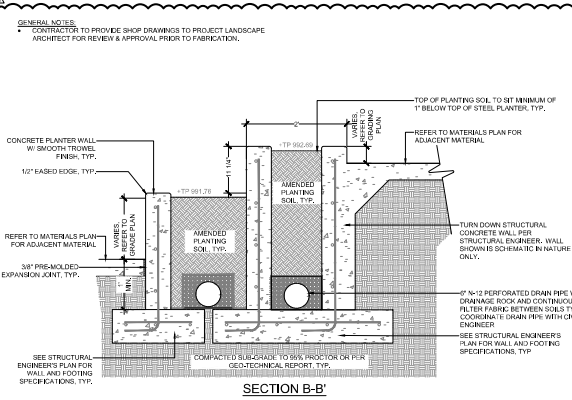 GENERAL NOTES:
• CONTRACTOR TO PROVIDE SHOP DRAWINGS TO PROJECT LANDSCAPE
ARCHITECT FOR REVIEW & APPROVAL PRIOR TO FABRICATION.
CONCRETE PLANTER WALL
W/ SMOOTH TROWEL
FINISH, TYP.
1/2" EASED EDGE, TYP.
REFER TO MATERIALS PLAN
FOR ADJACENT MATERIAL
3/8" PRE-MOLDED
EXPANSION JOINT, TYP.
SEE STRUCTURAL
ENGINEER'S PLAN FOR
WALL AND FOOTING
SPECIFICATIONS, TYP.
VARIES,
REFER TO
GRADE PLAN
MIN.
+TP 991.78
AMENDED
PLANTING
SOIL, TYP.
11 1/4"
2'
+TP 992.69
AMENDED
PLANTING
SOIL, TYP.
VARIES,
REFER TO
GRADING
PLAN
TOP OF PLANTING SOIL TO SIT MINIMUM OF
1" BELOW TOP OF STEEL PLANTER, TYP.
REFER TO MATERIALS PLAN FOR
ADJACENT MATERIAL
TURN DOWN STRUCTURAL
CONCRETE WALL PER
STRUCTURAL ENGINEER. WALL
SHOWN IS SCHEMATIC IN NATURE
ONLY.
6" N-12 PERFORATED DRAIN PIPE
DRAINAGE ROCK AND CONTINUOU
FILTER FABRIC BETWEEN SOILS TY
COORDINATE DRAIN PIPE WITH CIV
ENGINEER
SEE STRUCTURAL ENGINEER'S
PLAN FOR WALL AND FOOTING
SPECIFICATIONS, TYP
COMPACTED SUB-GRADE TO 95% PROCTOR OR PER
GEO-TECHNICAL REPORT, TYP.
SECTION B-B'